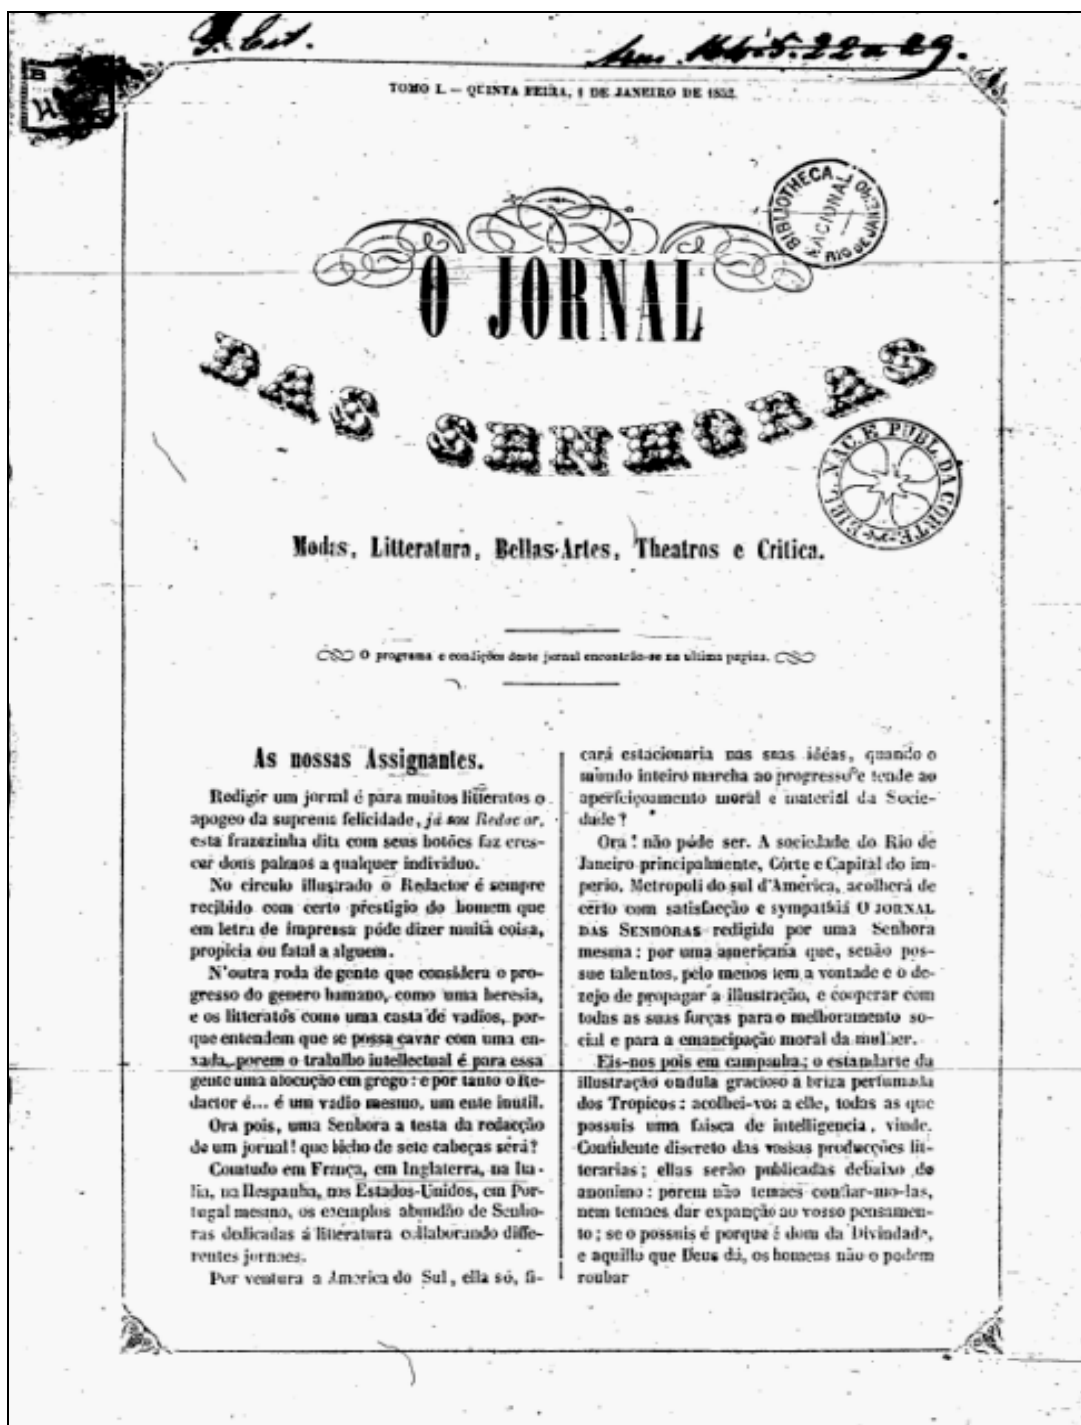 TOMO I. — QUINTA FEIRA, 1 DE JANEIRO DE 1852.
BIBLIOTHECA NACIONAL RIO DE JANEIRO
O JORNAL
DAS SENHORAS
BIBL. NAC. E PUBL. DA CORTE
Modas, Litteratura, Bellas-Artes, Theatros e Critica.
O programa e condições deste jornal encontrão-se na ultima pagina.
As nossas Assignantes.
Redigir um jornal é para muitos litteratos o
apogeo da suprema felicidade, já sou Redactor,
esta frazezinha dita com seus botões faz cres-
cer dous palmos a qualquer individuo.
No circulo illustrado o Redactor é sempre
recibido com certo prestigio do homem que
em letra de imprensa póde dizer muita coisa,
propicia ou fatal a alguem.
N'outra roda de gente que considera o pro-
gresso do genero humano, como uma heresia,
e os litteratos como uma casta de vadios, por-
que entendem que se possa cavar com uma en-
xada, porem o trabalho intellectual é para essa
gente uma alocução em grego: e por tanto o Re-
dactor é... é um vadio mesmo, um ente inutil.
Ora pois, uma Senhora a testa da redacção
de um jornal! que bicho de sete cabeças será?
Comtudo em França, em Inglaterra, na Ita-
lia, na Hespanha, nos Estados-Unidos, em Por-
tugal mesmo, os exemplos abundão de Senho-
ras dedicadas á litteratura collaborando diffe-
rentes jornaes.
Por ventura a America do Sul, ella só, fi-
cará estacionaria nas suas idéas, quando o
mundo inteiro marcha ao progresso e tende ao
aperfeiçoamento moral e material da Socie-
dade?
Ora! não póde ser. A sociedade do Rio de
Janeiro principalmente, Côrte e Capital do im-
perio, Metropoli do sul d'America, acolherá de
certo com satisfacção e sympathia O JORNAL
DAS SENHORAS redigido por uma Senhora
mesma: por uma americana que, senão pos-
sue talentos, pelo menos tem a vontade e o de-
zejo de propagar a illustração, e cooperar com
todas as suas forças para o melhoramento so-
cial e para a emancipação moral da mulher.
Eis-nos pois em campanha; o estandarte da
illustração ondula gracioso á briza perfumada
dos Tropicos: acolhei-vos a elle, todas as que
possuis uma faisca de intelligencia, vinde.
Confidente discreto das vossas producções lit-
terarias; ellas serão publicadas debaixo do
anonimo: porem não temaes confiar-mo-las,
nem temaes dar expanção ao vosso pensamen-
to; se o possuis é porque é dom da Divindade,
e aquillo que Deus dá, os homens não o podem
roubar